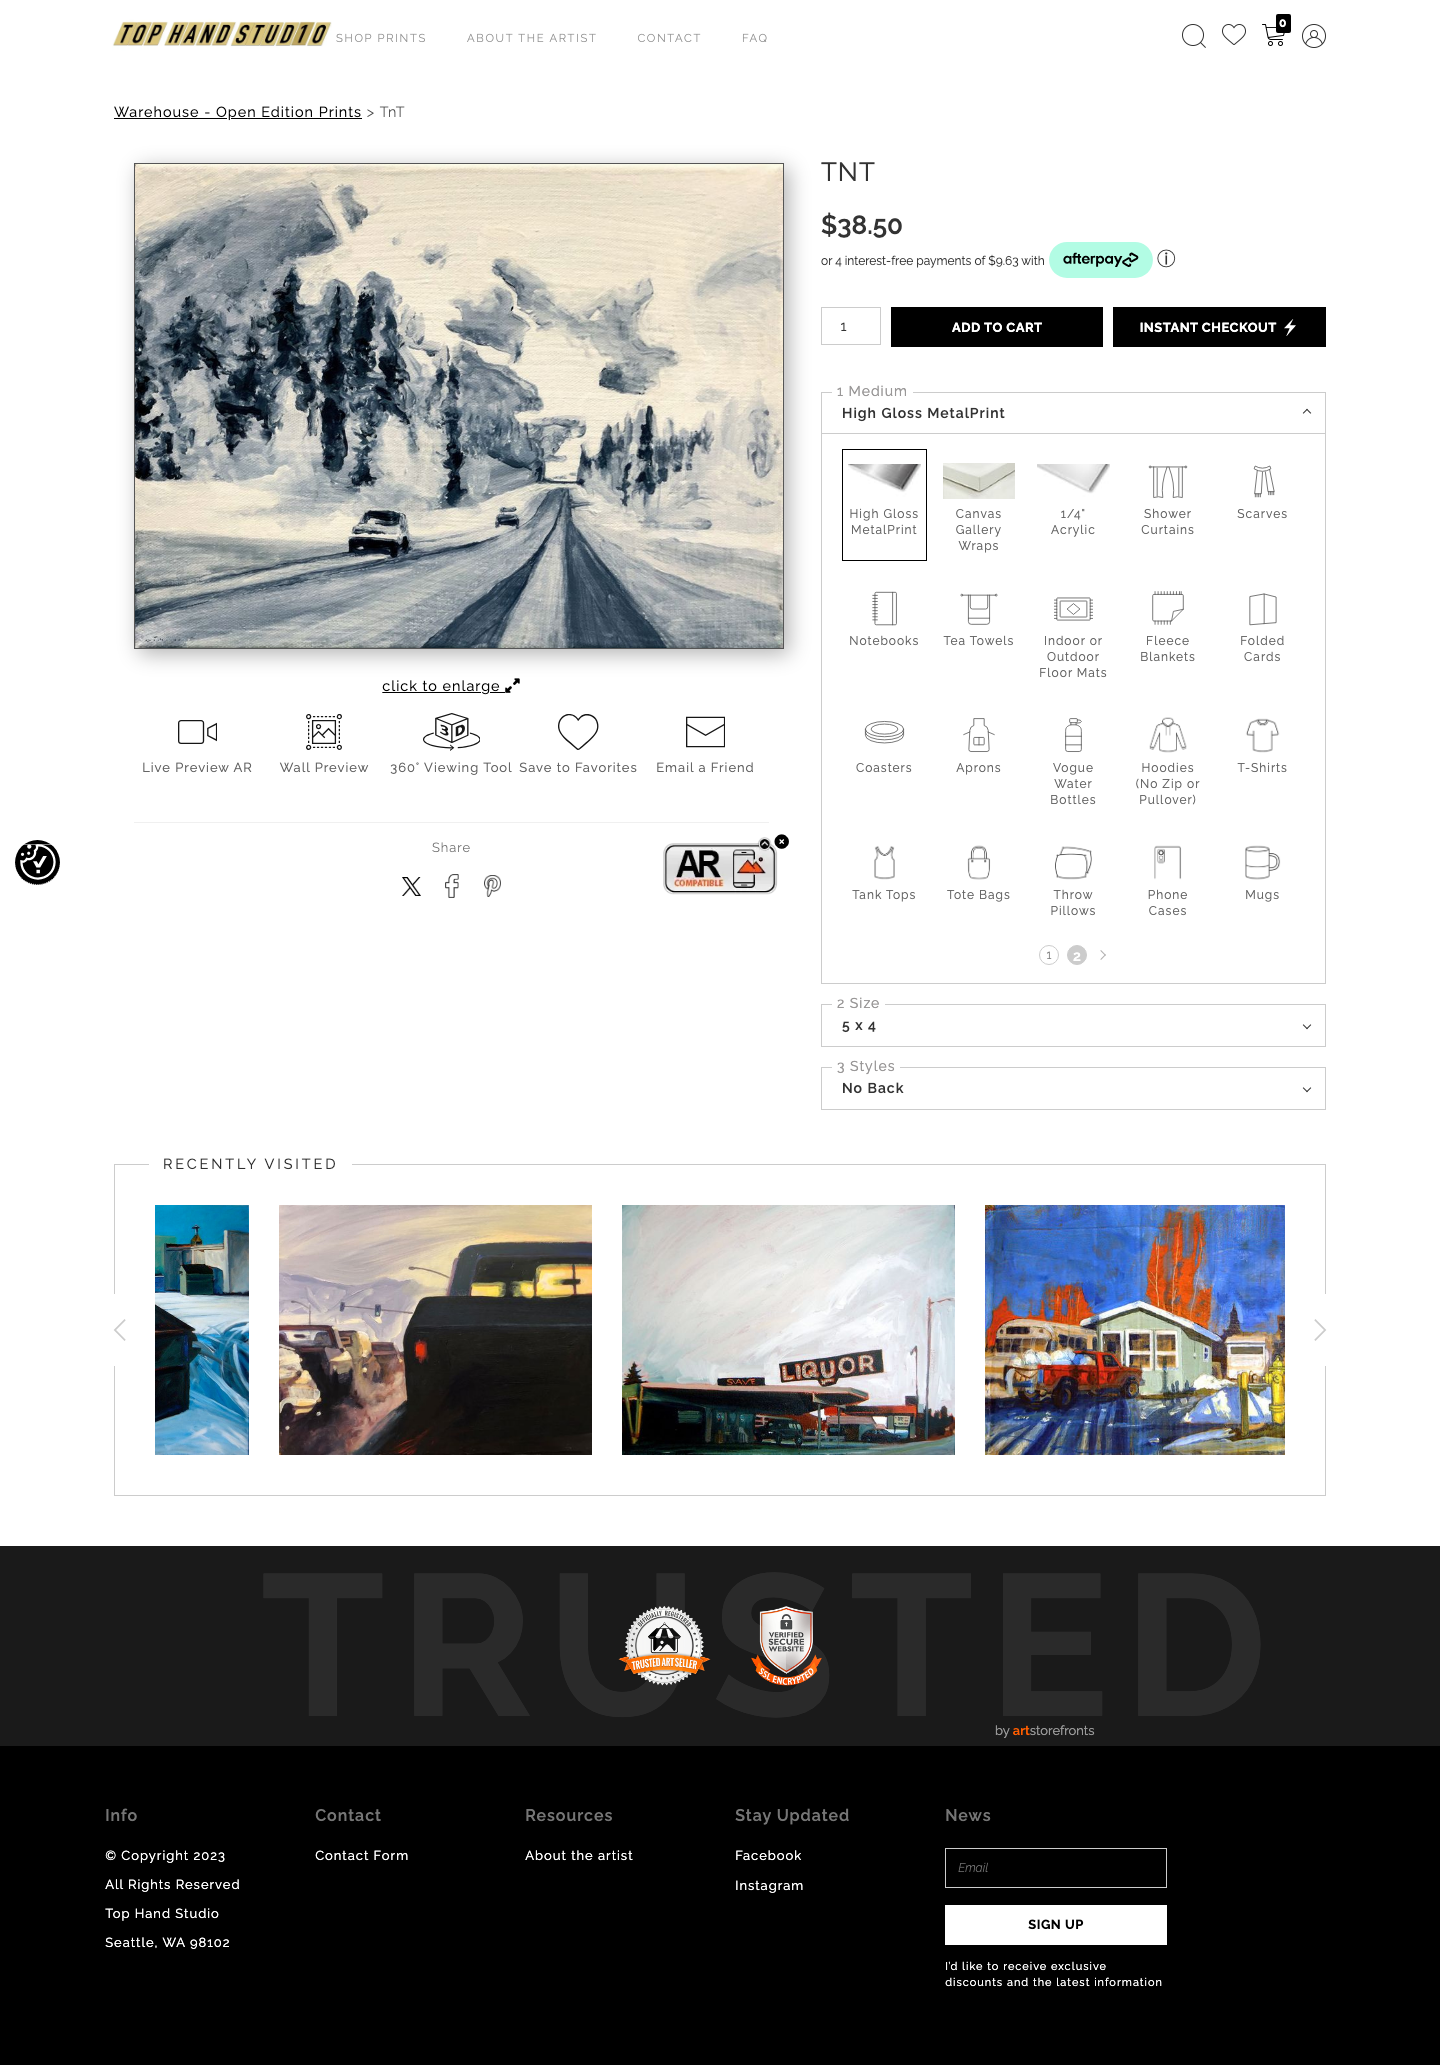 TOP HAND STUD10
SHOP PRINTS
ABOUT THE ARTIST
CONTACT
FAQ
0
Warehouse - Open Edition Prints > TnT
TNT
$38.50
or 4 interest-free payments of $9.63 with afterpay
1
ADD TO CART
INSTANT CHECKOUT
1 Medium
High Gloss MetalPrint
High Gloss
MetalPrint
Canvas
Gallery
Wraps
1/4"
Acrylic
Shower
Curtains
Scarves
Notebooks
Tea Towels
Indoor or
Outdoor
Floor Mats
Fleece
Blankets
Folded
Cards
Coasters
Aprons
Vogue
Water
Bottles
Hoodies
(No Zip or
Pullover)
T-Shirts
Tank Tops
Tote Bags
Throw
Pillows
Phone
Cases
Mugs
1 2
2 Size
5 x 4
3 Styles
No Back
click to enlarge
3D
Live Preview AR
Wall Preview
360° Viewing Tool
Save to Favorites
Email a Friend
Share
AR
COMPATIBLE
RECENTLY VISITED
SAVE
LIQUOR
TRUSTED
OFFICIALLY REGISTERED
TRUSTED ART SELLER
VERIFIED
SECURE
WEBSITE
SSL ENCRYPTED
by artstorefronts
Info
© Copyright 2023
All Rights Reserved
Top Hand Studio
Seattle, WA 98102
Contact
Contact Form
Resources
About the artist
Stay Updated
Facebook
Instagram
News
Email
SIGN UP
I'd like to receive exclusive
discounts and the latest information